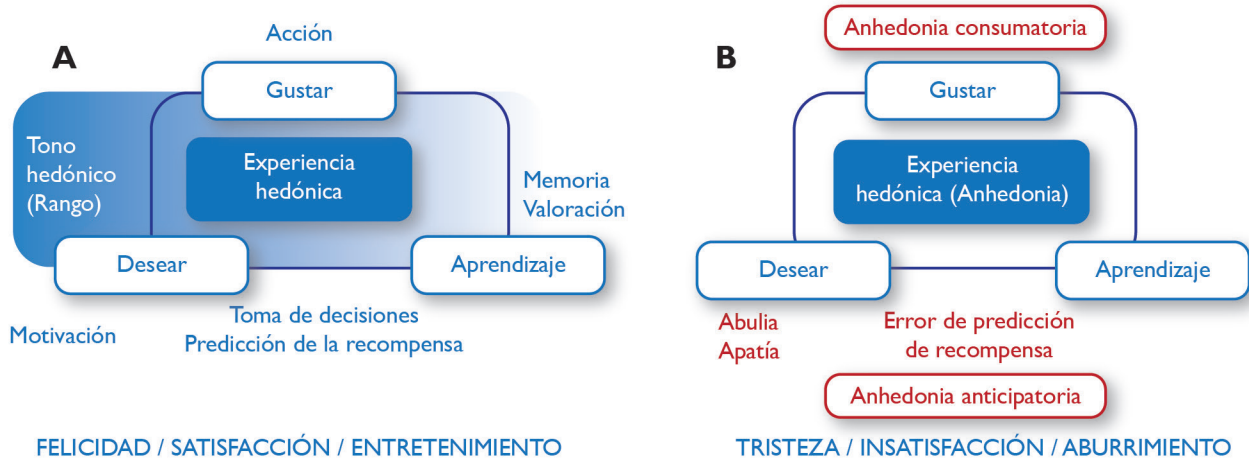 A
Acción
Gustar
Tono
hedónico
(Rango)
Experiencia
hedónica
Memoria
Valoración
Desear
Aprendizaje
Motivación
Toma de decisiones
Predicción de la recompensa
FELICIDAD / SATISFACCIÓN / ENTRETENIMIENTO
B
Anhedonia consumatoria
Gustar
Experiencia
hedónica (Anhedonia)
Desear
Aprendizaje
Abulia
Apatía
Error de predicción
de recompensa
Anhedonia anticipatoria
TRISTEZA / INSATISFACCIÓN / ABURRIMIENTO